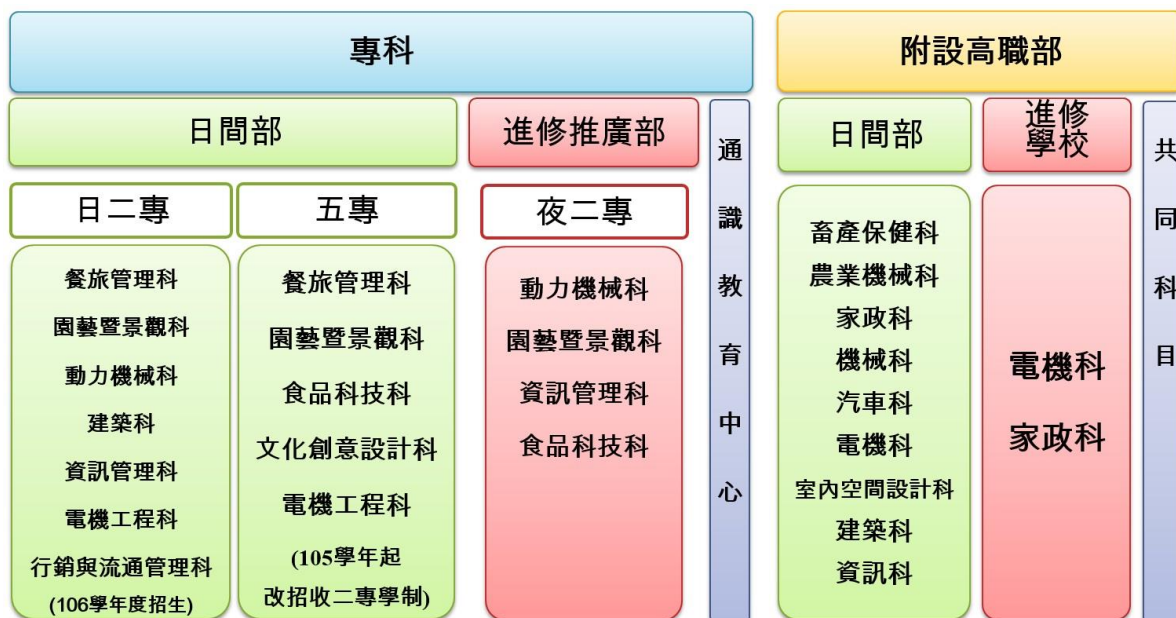 專科
日間部
日二專
餐旅管理科
園藝暨景觀科
動力機械科
建築科
資訊管理科
電機工程科
行銷與流通管理科
(106學年度招生)
五專
餐旅管理科
園藝暨景觀科
食品科技科
文化創意設計科
電機工程科
(105學年起
改招收二專學制)
進修推廣部
夜二專
動力機械科
園藝暨景觀科
資訊管理科
食品科技科
通識教育中心
附設高職部
日間部
畜產保健科
農業機械科
家政科
機械科
汽車科
電機科
室內空間設計科
建築科
資訊科
進修
學校
電機科
家政科
共同科目